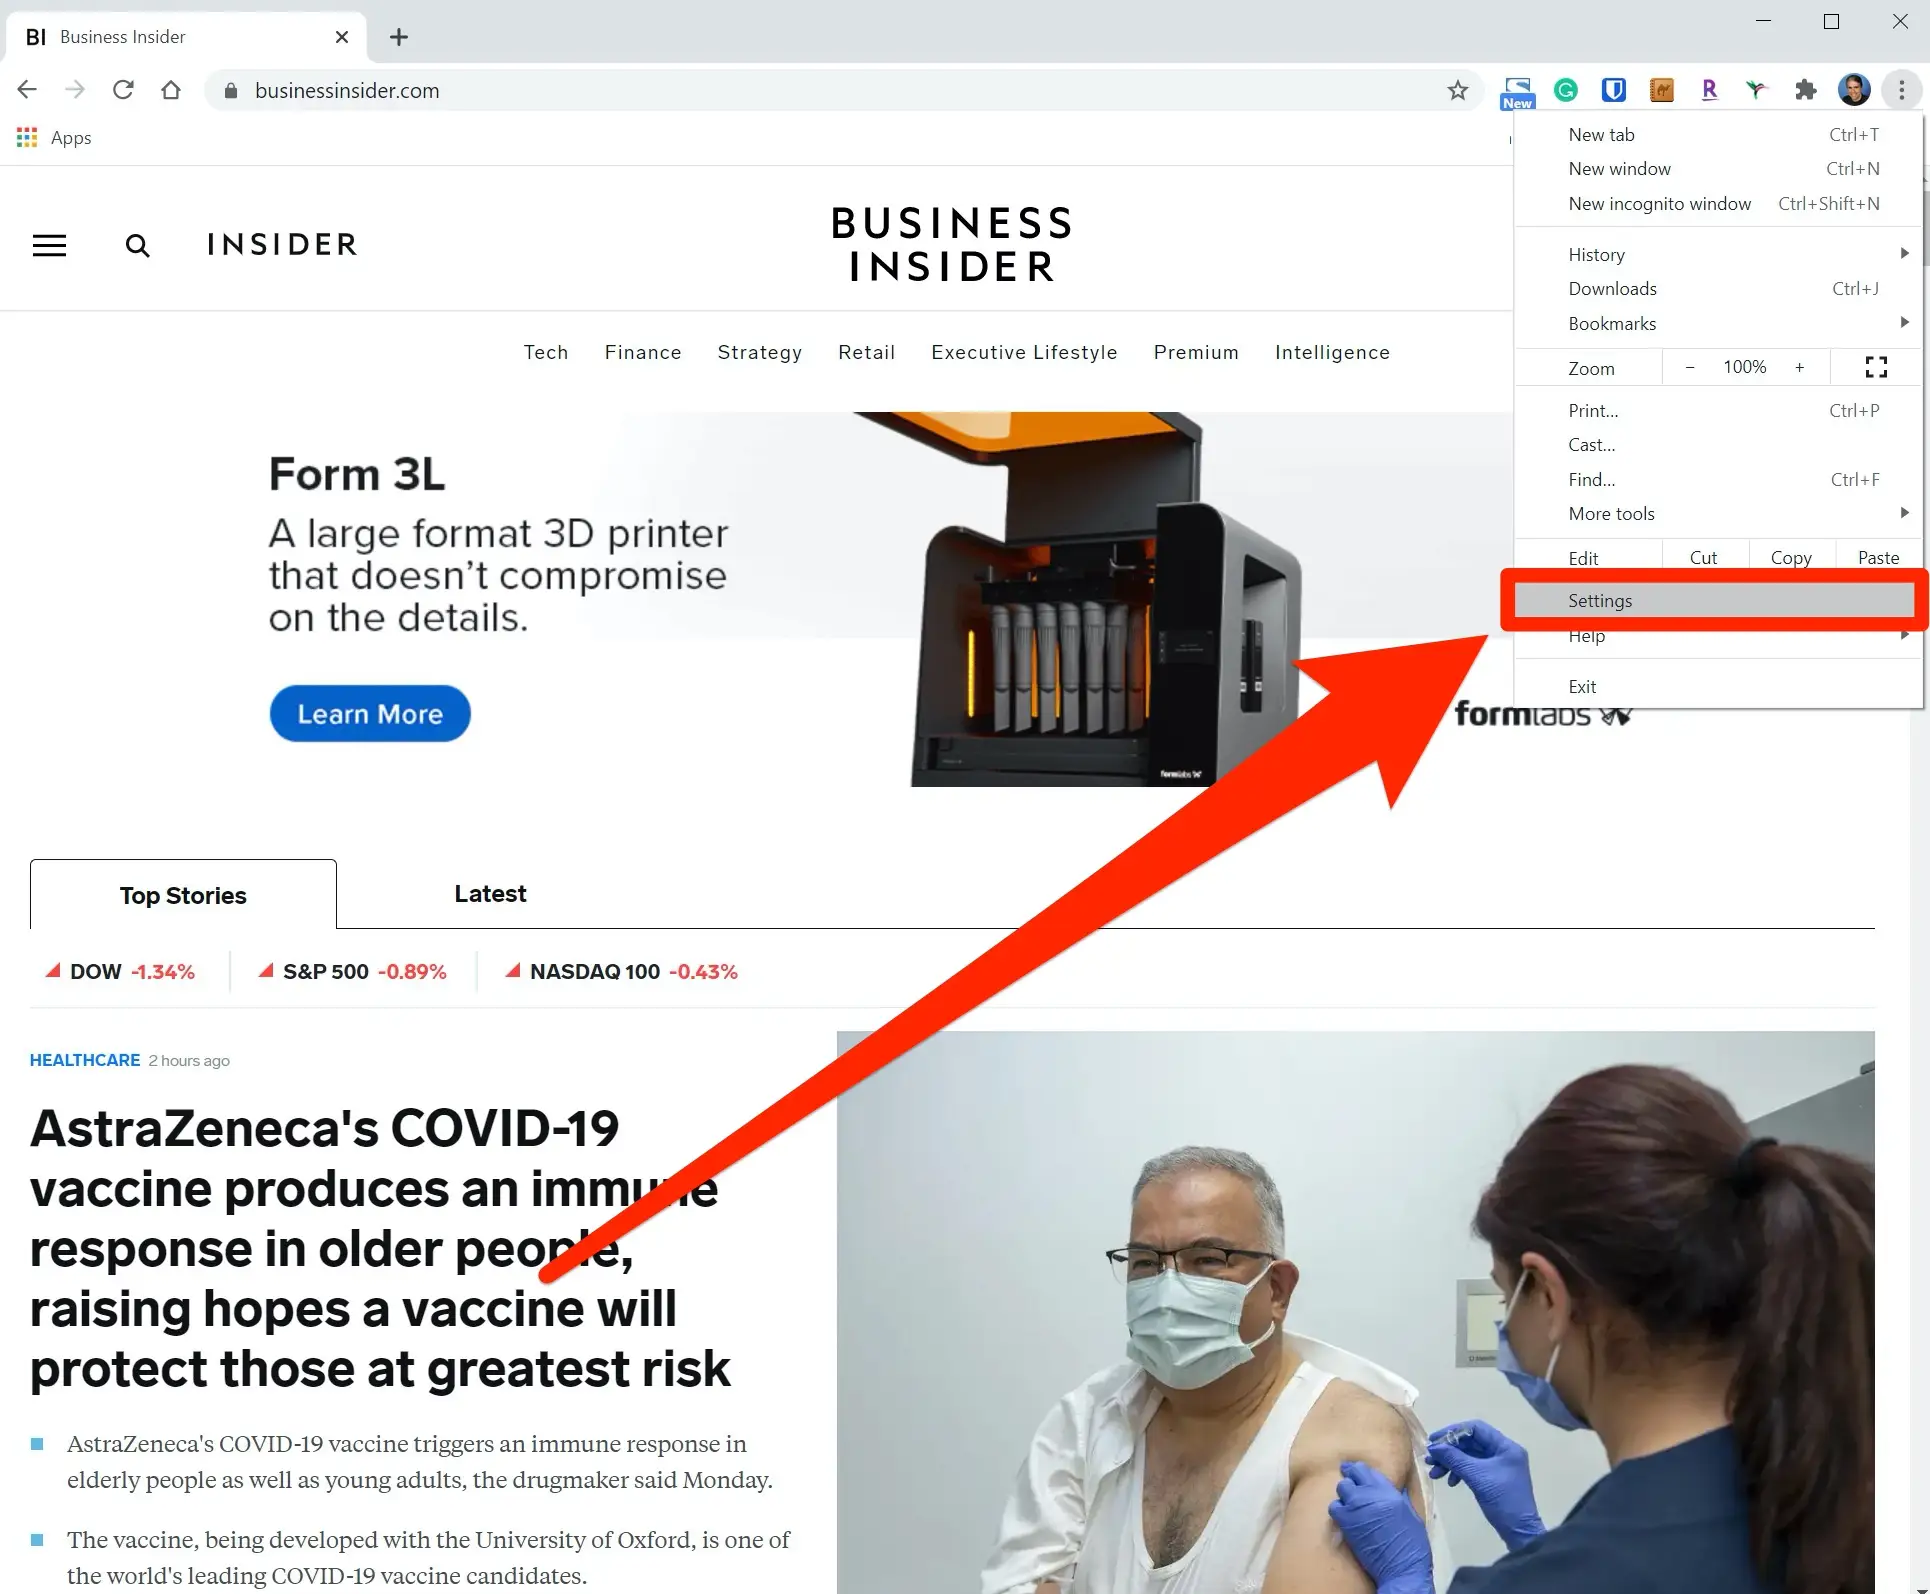 BI Business Insider
businessinsider.com
New
G
R
Apps
New tab Ctrl+T
New window Ctrl+N
New incognito window Ctrl+Shift+N
History
Downloads Ctrl+J
Bookmarks
Zoom - 100% +
Print... Ctrl+P
Cast...
Find... Ctrl+F
More tools
Edit Cut Copy Paste
Settings
Help
Exit
INSIDER
BUSINESS
INSIDER
Tech Finance Strategy Retail Executive Lifestyle Premium Intelligence
Form 3L
A large format 3D printer
that doesn't compromise
on the details.
Learn More
formlabs
formlabs
Top Stories Latest
DOW -1.34% S&P 500 -0.89% NASDAQ 100 -0.43%
HEALTHCARE 2 hours ago
AstraZeneca's COVID-19
vaccine produces an immune
response in older people,
raising hopes a vaccine will
protect those at greatest risk
AstraZeneca's COVID-19 vaccine triggers an immune response in
elderly people as well as young adults, the drugmaker said Monday.
The vaccine, being developed with the University of Oxford, is one of
the world's leading COVID-19 vaccine candidates.